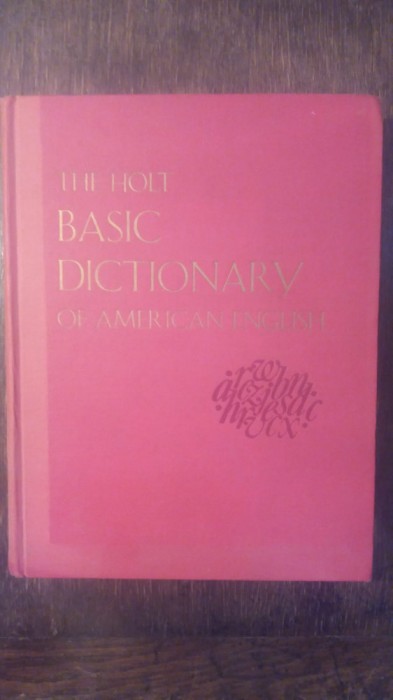 THE HOLT
BASIC
DICTIONARY
OF AMERICAN ENGLISH